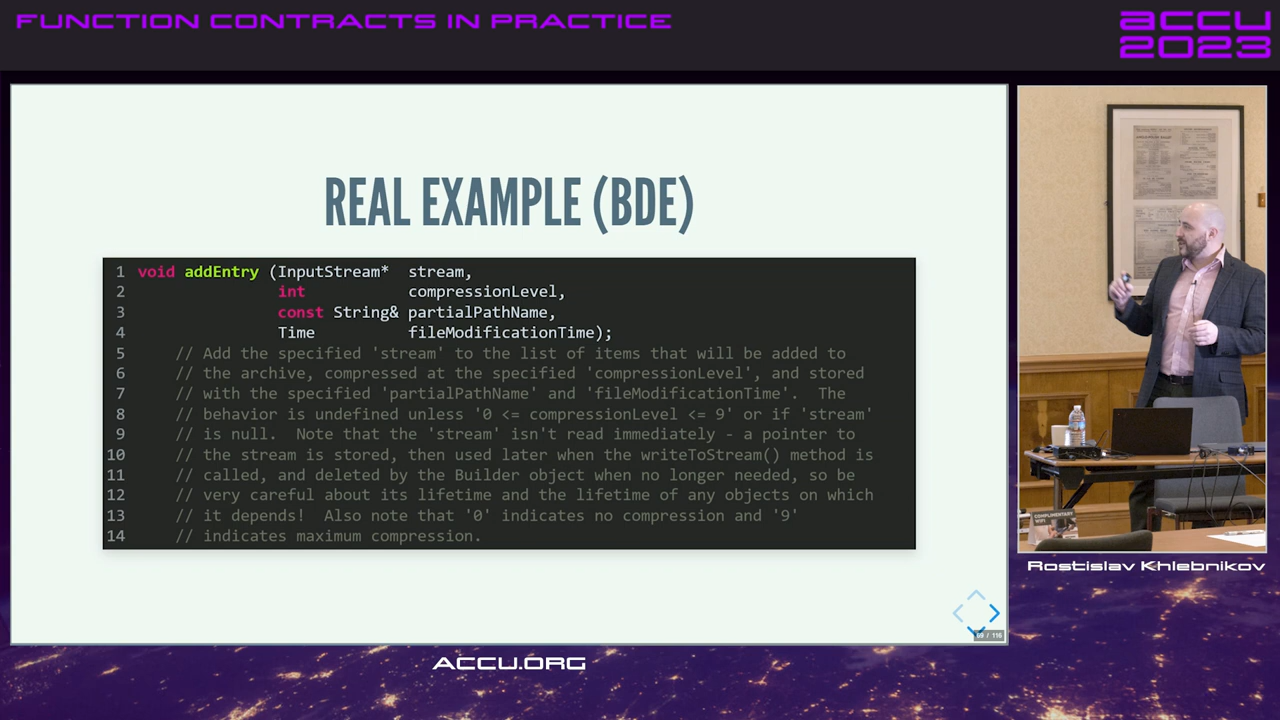 FUNCTION CONTRACTS IN PRACTICE
accu
2023
REAL EXAMPLE (BDE)
1 void addEntry (InputStream* stream,
2 int compressionLevel,
3 const String& partialPathName,
4 Time fileModificationTime);
5 // Add the specified 'stream' to the list of items that will be added to
6 // the archive, compressed at the specified 'compressionLevel', and stored
7 // with the specified 'partialPathName' and 'fileModificationTime'. The
8 // behavior is undefined unless '0 <= compressionLevel <= 9' or if 'stream'
9 // is null. Note that the 'stream' isn't read immediately - a pointer to
10 // the stream is stored, then used later when the writeToStream() method is
11 // called, and deleted by the Builder object when no longer needed, so be
12 // very careful about its lifetime and the lifetime of any objects on which
13 // it depends! Also note that '0' indicates no compression and '9'
14 // indicates maximum compression.
69 / 116
COMPLIMENTARY
WIFI
Rostislav Khlebnikov
ACCU.ORG